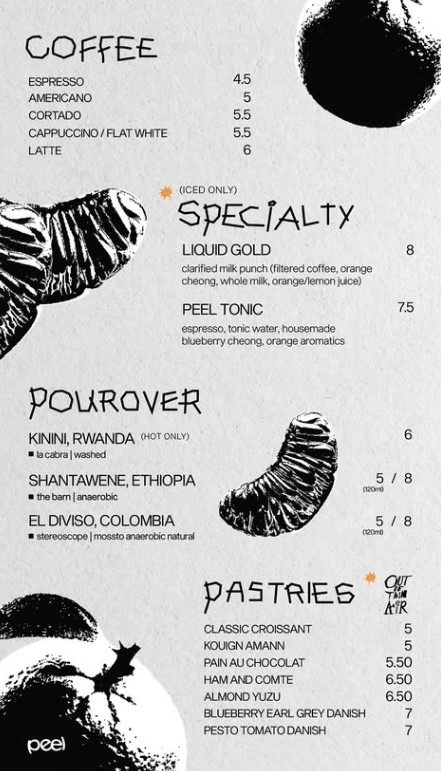 COFFEE
ESPRESSO 4.5
AMERICANO 5
CORTADO 5.5
CAPPUCCINO / FLAT WHITE 5.5
LATTE 6
(ICED ONLY)
SPECIALTY
LIQUID GOLD 8
clarified milk punch (filtered coffee, orange
cheong, whole milk, orange/lemon juice)
PEEL TONIC 7.5
espresso, tonic water, housemade
blueberry cheong, orange aromatics
POUROVER
KININI, RWANDA (HOT ONLY) 6
la cabra | washed
SHANTAWENE, ETHIOPIA 5 / 8
the barn | anaerobic (120ml)
EL DIVISO, COLOMBIA 5 / 8
stereoscope | mossto anaerobic natural (120ml)
PASTRIES
OUT
OF
THIN
AIR
CLASSIC CROISSANT 5
KOUIGN AMANN 5
PAIN AU CHOCOLAT 5.50
HAM AND COMTE 6.50
ALMOND YUZU 6.50
BLUEBERRY EARL GREY DANISH 7
PESTO TOMATO DANISH 7
peel